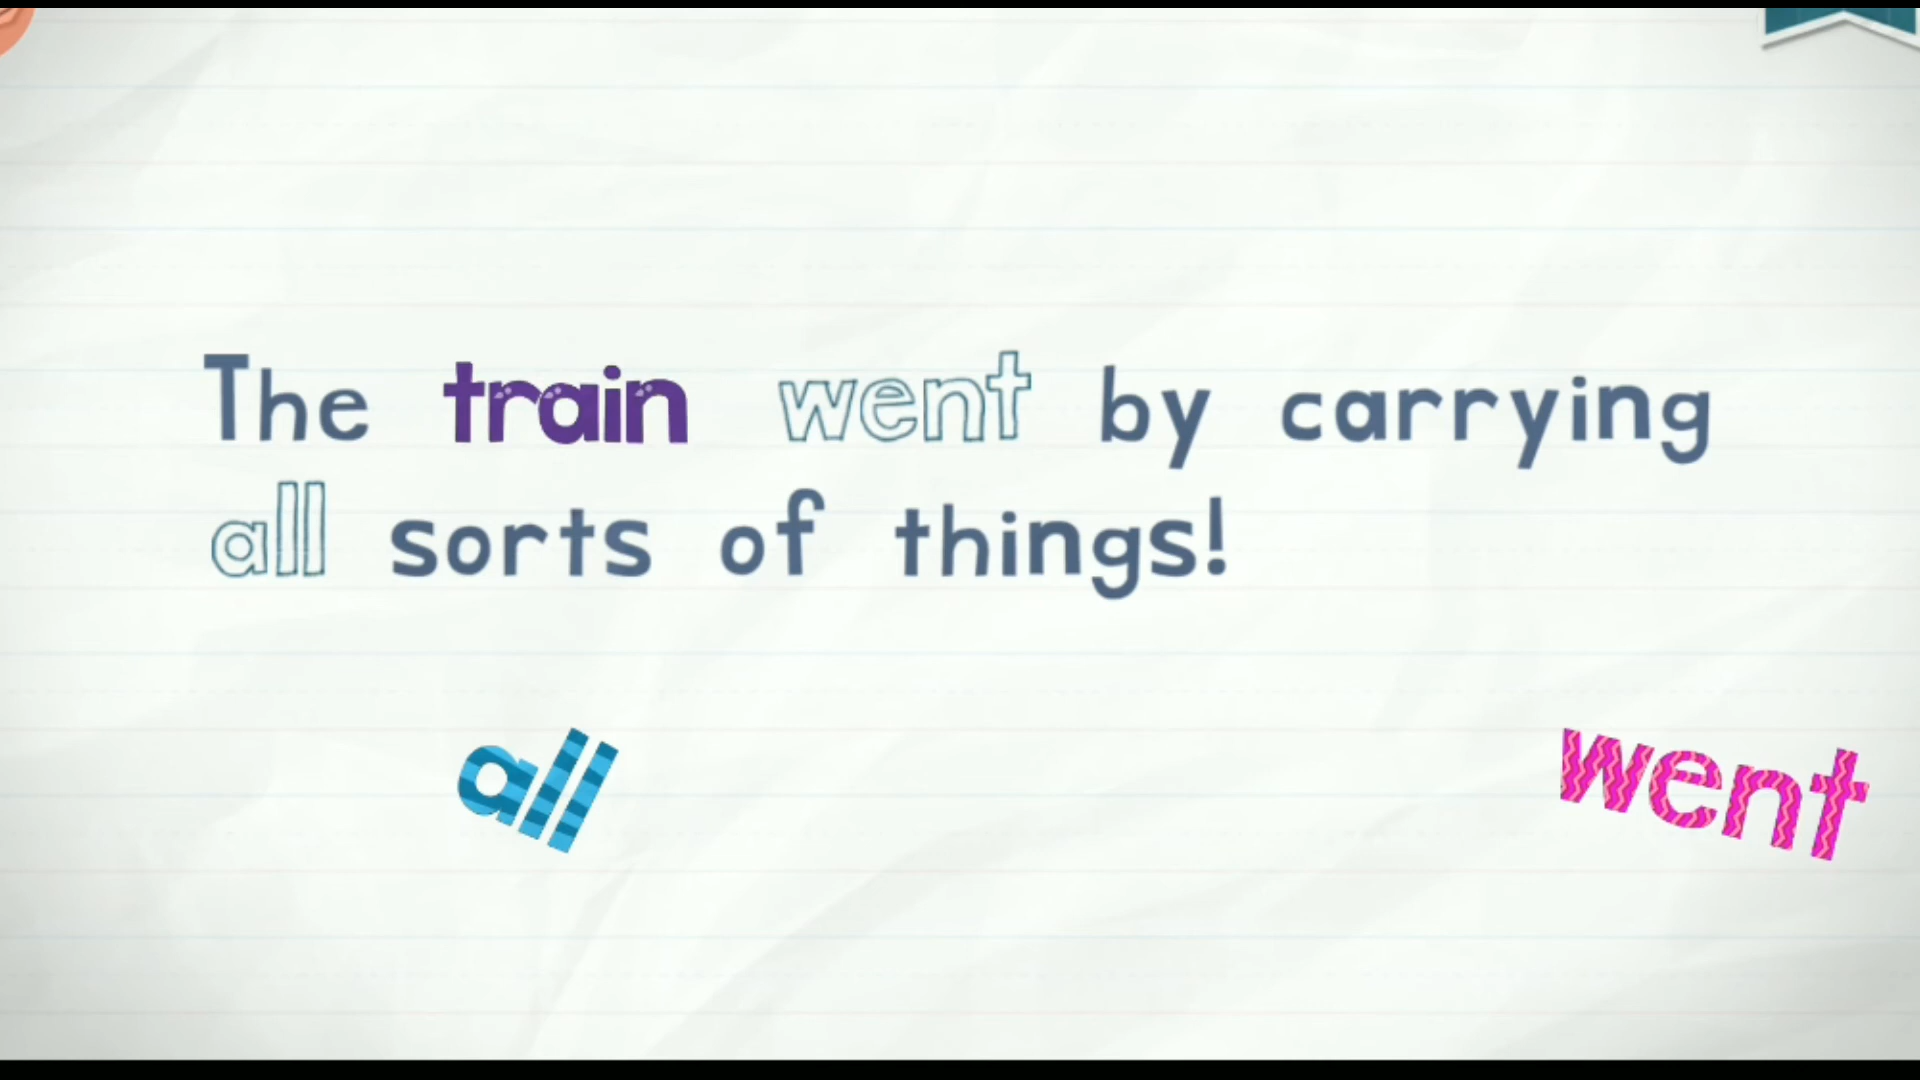 The train went by carrying
all sorts of things!
all
went